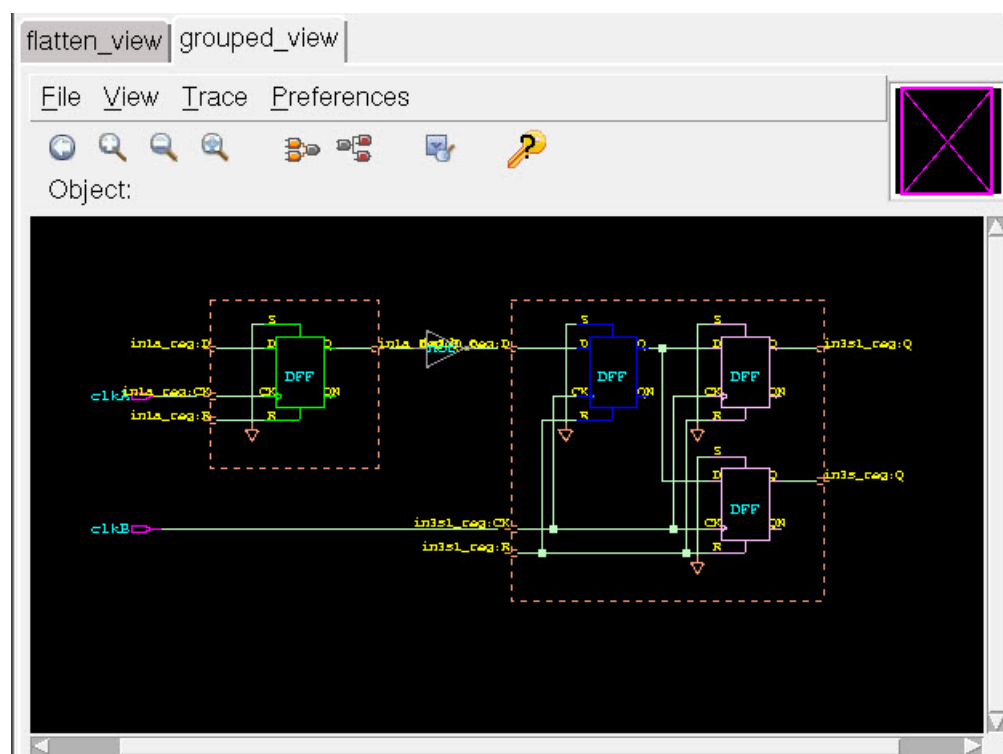 flatten_view grouped_view
File View Trace Preferences
Object:
S S S
in1a_reg:D D Q in1a_reg:D D Q D Q in3s1_reg:Q
DFF DFF DFF
clkA in1a_reg:CK CK QN CK QN CK QN
in1a_reg:R R R R
S
D Q in3s_reg:Q
DFF
clkB in3s1_reg:CK CK QN
in3s1_reg:R R